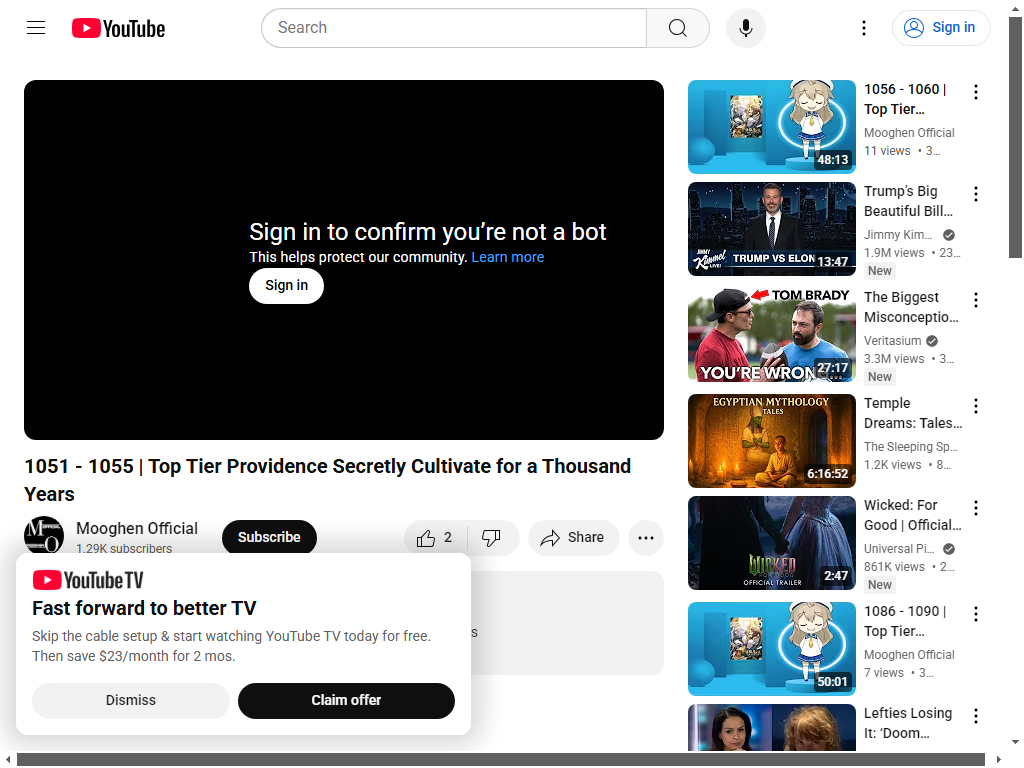 YouTube
Search
Sign in
Sign in to confirm you’re not a bot
This helps protect our community. Learn more
Sign in
1051 - 1055 | Top Tier Providence Secretly Cultivate for a Thousand
Years
Mooghen Official
1.29K subscribers
Subscribe
2
Share
YouTube TV
Fast forward to better TV
Skip the cable setup & start watching YouTube TV today for free.
Then save $23/month for 2 mos.
Dismiss
Claim offer
48:13
1056 - 1060 |
Top Tier…
Mooghen Official
11 views • 3…
JIMMY
Kimmel
LIVE!
TRUMP VS ELON
13:47
Trump’s Big
Beautiful Bill…
Jimmy Kim…
1.9M views • 23…
New
TOM BRADY
YOU'RE WRON
27:17
The Biggest
Misconceptio…
Veritasium
3.3M views • 3…
New
EGYPTIAN MYTHOLOGY
TALES
6:16:52
Temple
Dreams: Tales…
The Sleeping Sp…
1.2K views • 8…
WICKED
FOR GOOD
OFFICIAL TRAILER
2:47
Wicked: For
Good | Official…
Universal Pi…
861K views • 2…
New
50:01
1086 - 1090 |
Top Tier…
Mooghen Official
7 views • 3…
Lefties Losing
It: ‘Doom…